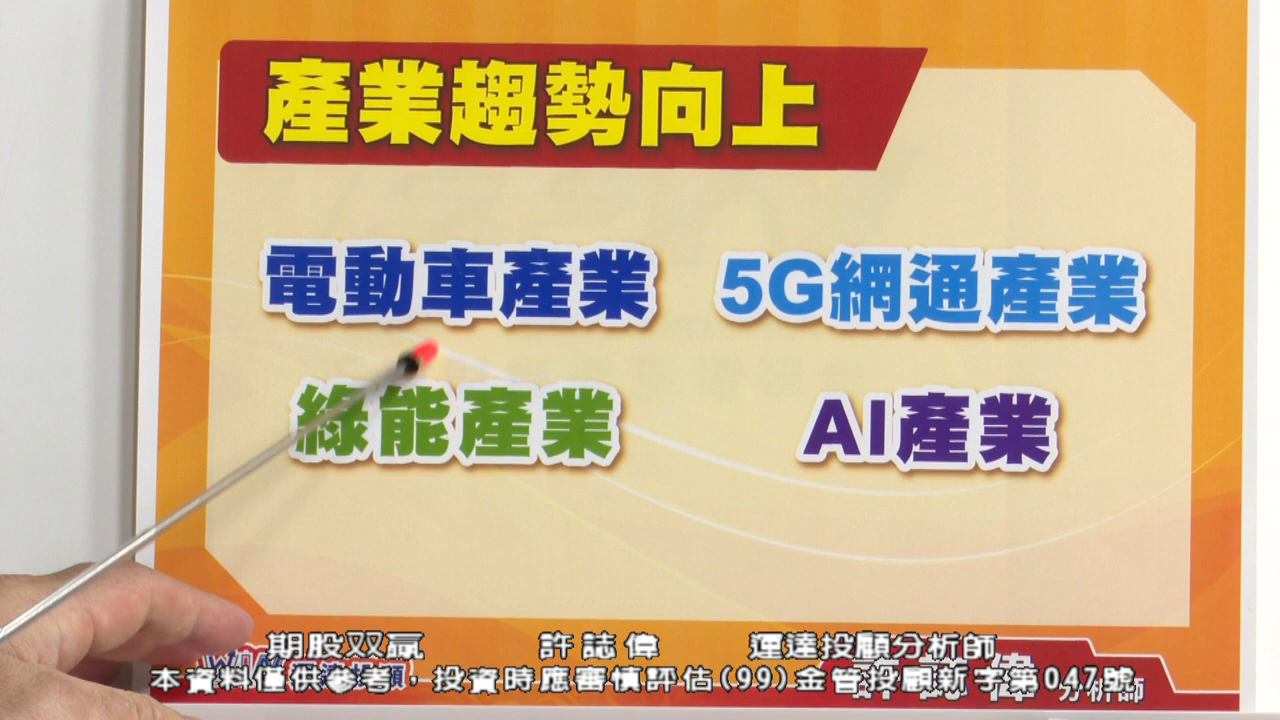 產業趨勢向上
電動車產業 5G網通產業
綠能產業 AI產業
期股双贏 許誌偉 運達投顧分析師
本資料僅供參考，投資時應審慎評估(99)金管投顧新字第047號
分析師